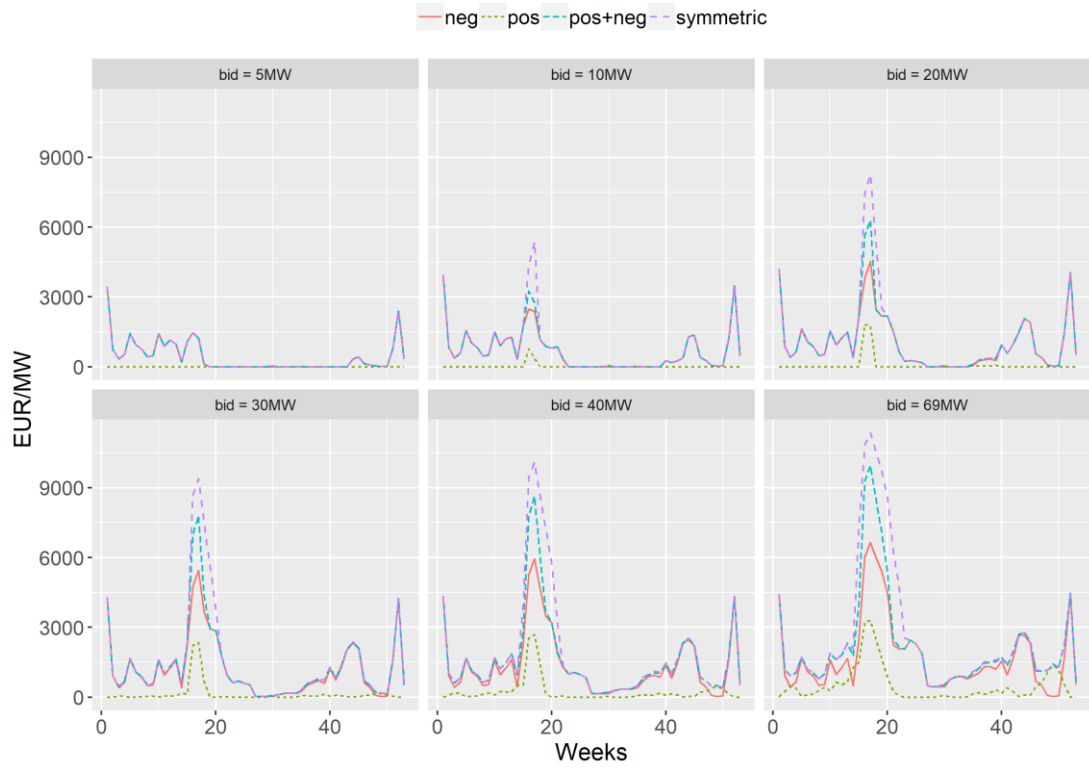 neg pos pos+neg symmetric
bid = 5MW bid = 10MW bid = 20MW
9000
6000
3000
0
EUR/MW
bid = 30MW bid = 40MW bid = 69MW
9000
6000
3000
0
0 20 40 0 20 40 0 20 40
Weeks